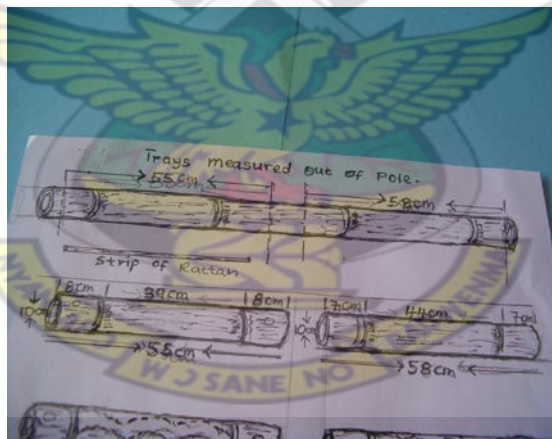 Trays measured out of Pole.
55cm
58cm
Strip of Rattan
8cm 39cm 8cm
10cm
55cm
7cm 44cm 7cm
10cm
58cm
W J SANE NO